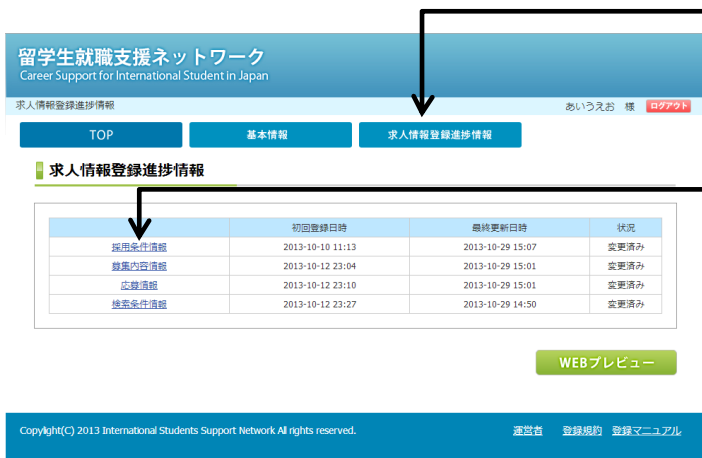 留学生就職支援ネットワーク
Career Support for International Student in Japan
求人情報登録進捗情報 あいうえお 様 ログアウト
TOP 基本情報 求人情報登録進捗情報
求人情報登録進捗情報
初回登録日時 最終更新日時 状況
採用条件情報 2013-10-10 11:13 2013-10-29 15:07 変更済み
募集内容情報 2013-10-12 23:04 2013-10-29 15:01 変更済み
応募情報 2013-10-12 23:10 2013-10-29 15:01 変更済み
検索条件情報 2013-10-12 23:27 2013-10-29 14:50 変更済み
WEBプレビュー
Copyright(C) 2013 International Students Support Network All rights reserved. 運営者 登録規約 登録マニュアル